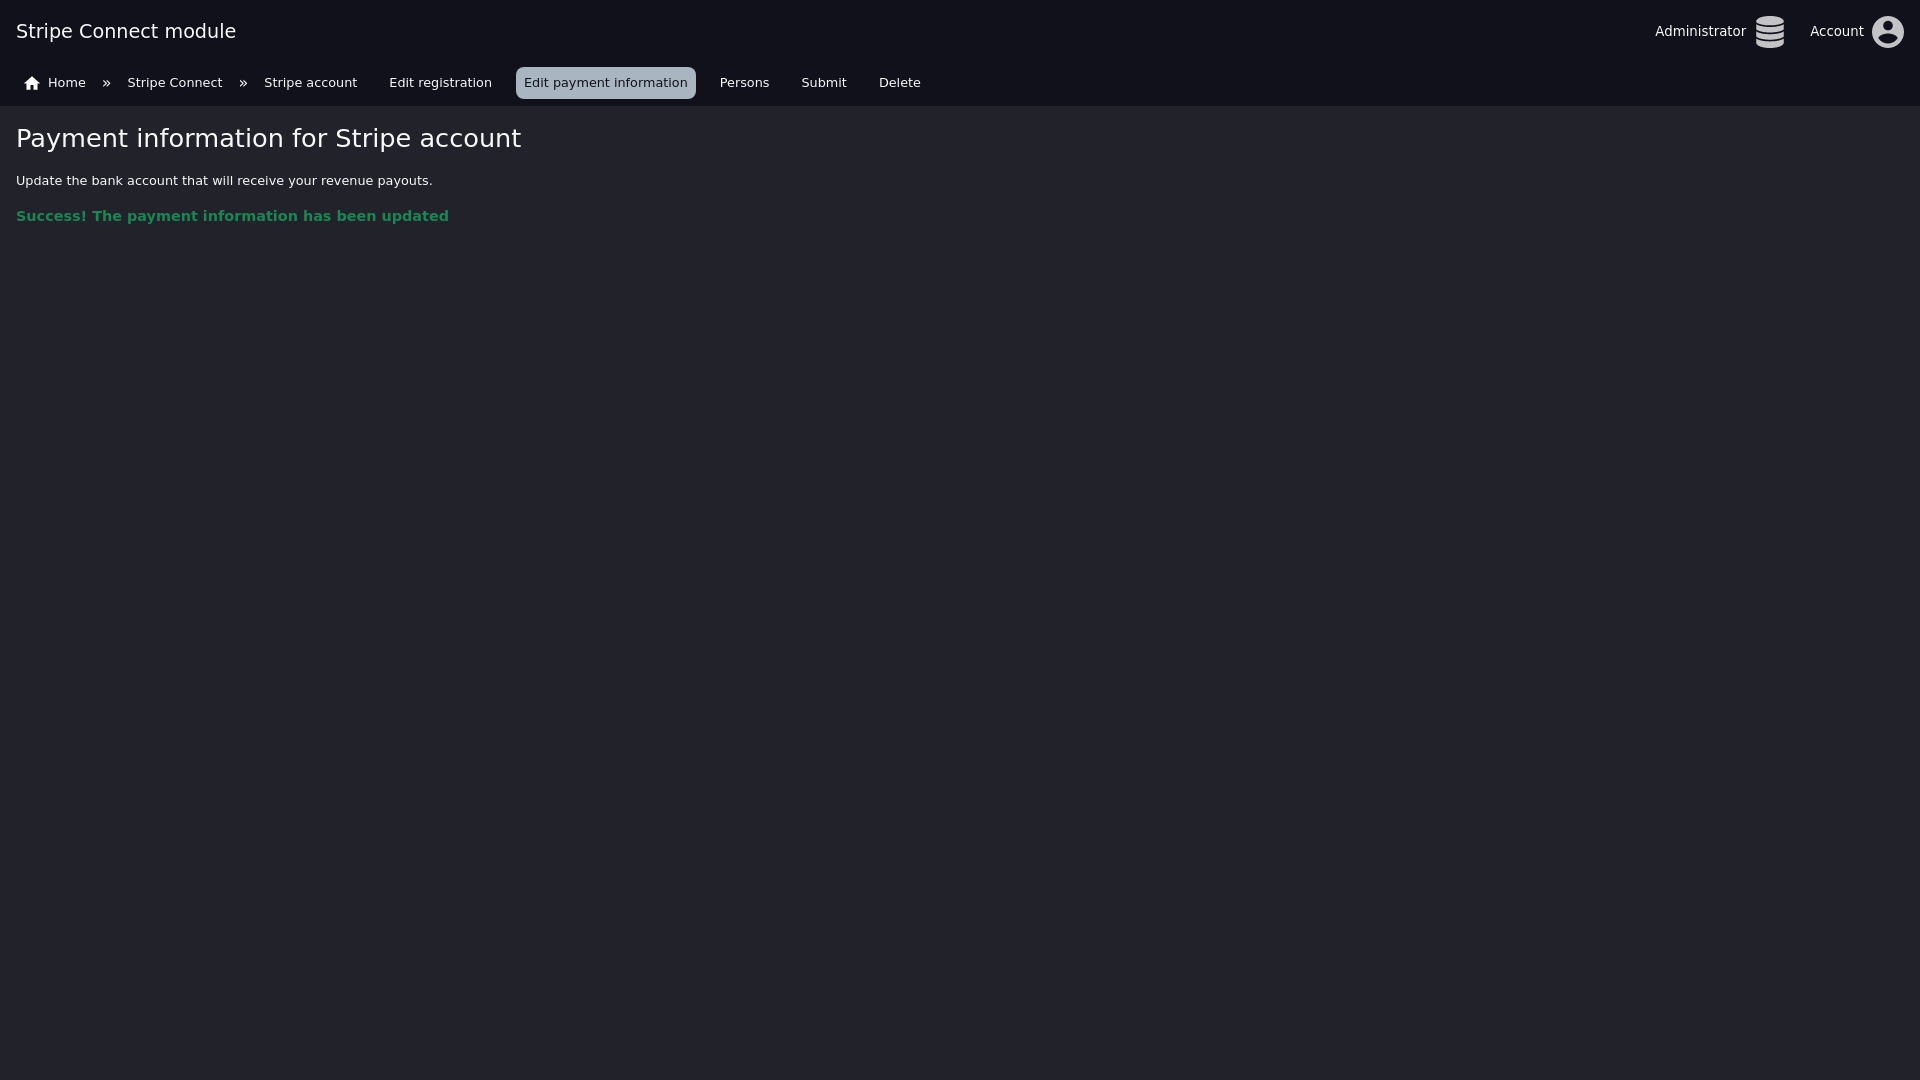 Stripe Connect module
Administrator
Account
Home » Stripe Connect » Stripe account Edit registration Edit payment information Persons Submit Delete
Payment information for Stripe account
Update the bank account that will receive your revenue payouts.
Success! The payment information has been updated